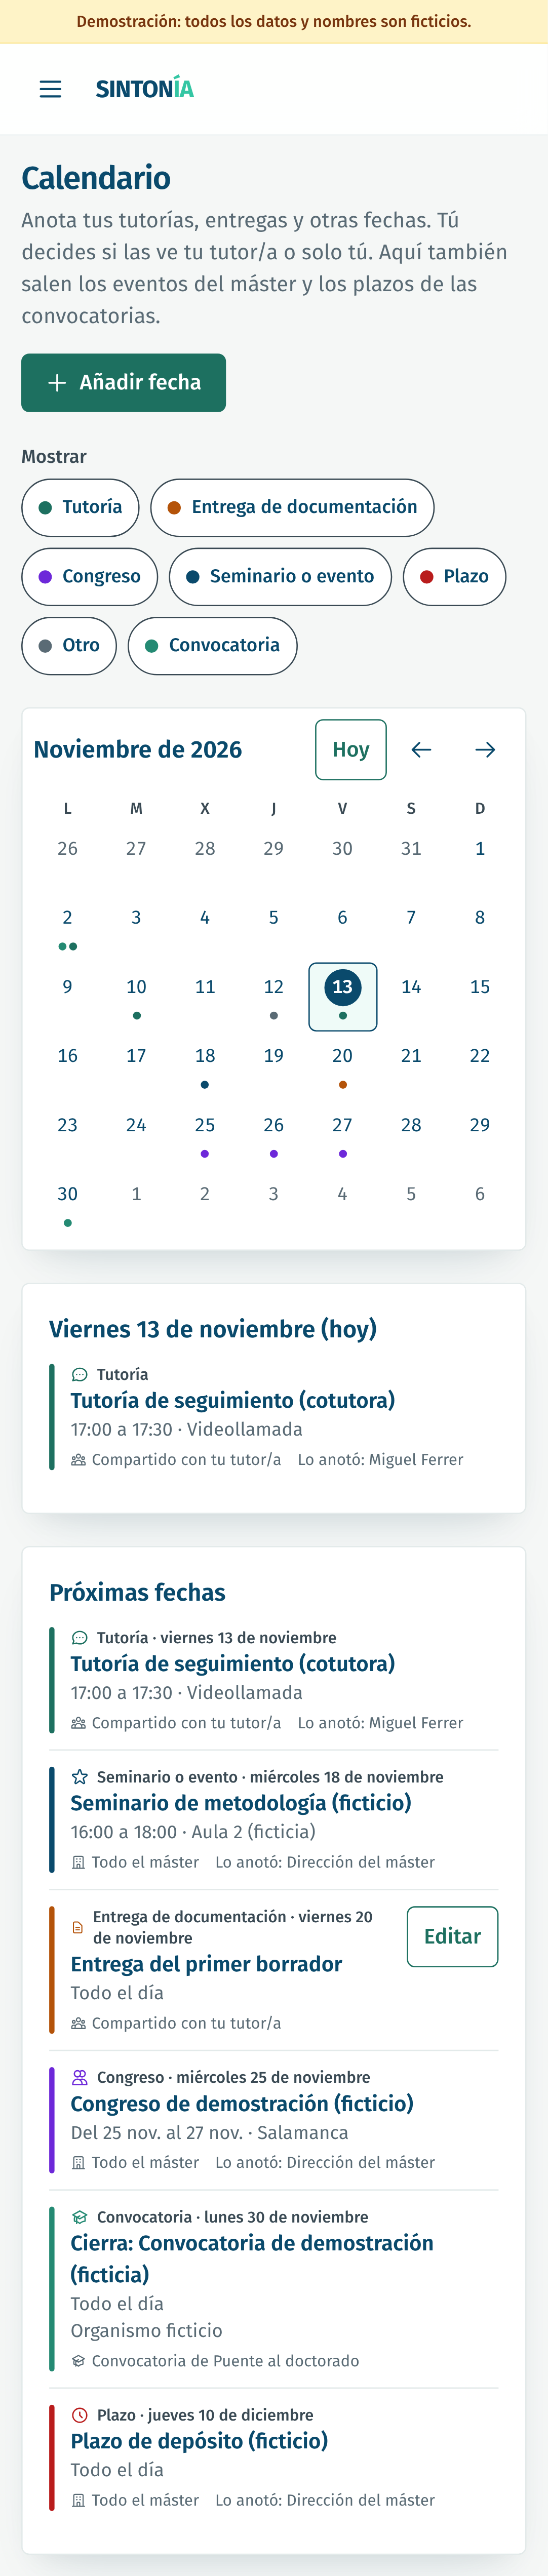 Demostración: todos los datos y nombres son ficticios.
SINTONÍA
Calendario
Anota tus tutorías, entregas y otras fechas. Tú
decides si las ve tu tutor/a o solo tú. Aquí también
salen los eventos del máster y los plazos de las
convocatorias.
Añadir fecha
Mostrar
Tutoría
Entrega de documentación
Congreso
Seminario o evento
Plazo
Otro
Convocatoria
Noviembre de 2026
Hoy
L M X J V S D
26 27 28 29 30 31 1
2 3 4 5 6 7 8
9 10 11 12 13 14 15
16 17 18 19 20 21 22
23 24 25 26 27 28 29
30 1 2 3 4 5 6
Viernes 13 de noviembre (hoy)
Tutoría
Tutoría de seguimiento (cotutora)
17:00 a 17:30 · Videollamada
Compartido con tu tutor/a Lo anotó: Miguel Ferrer
Próximas fechas
Tutoría · viernes 13 de noviembre
Tutoría de seguimiento (cotutora)
17:00 a 17:30 · Videollamada
Compartido con tu tutor/a Lo anotó: Miguel Ferrer
Seminario o evento · miércoles 18 de noviembre
Seminario de metodología (ficticio)
16:00 a 18:00 · Aula 2 (ficticia)
Todo el máster Lo anotó: Dirección del máster
Entrega de documentación · viernes 20
de noviembre
Editar
Entrega del primer borrador
Todo el día
Compartido con tu tutor/a
Congreso · miércoles 25 de noviembre
Congreso de demostración (ficticio)
Del 25 nov. al 27 nov. · Salamanca
Todo el máster Lo anotó: Dirección del máster
Convocatoria · lunes 30 de noviembre
Cierra: Convocatoria de demostración
(ficticia)
Todo el día
Organismo ficticio
Convocatoria de Puente al doctorado
Plazo · jueves 10 de diciembre
Plazo de depósito (ficticio)
Todo el día
Todo el máster Lo anotó: Dirección del máster